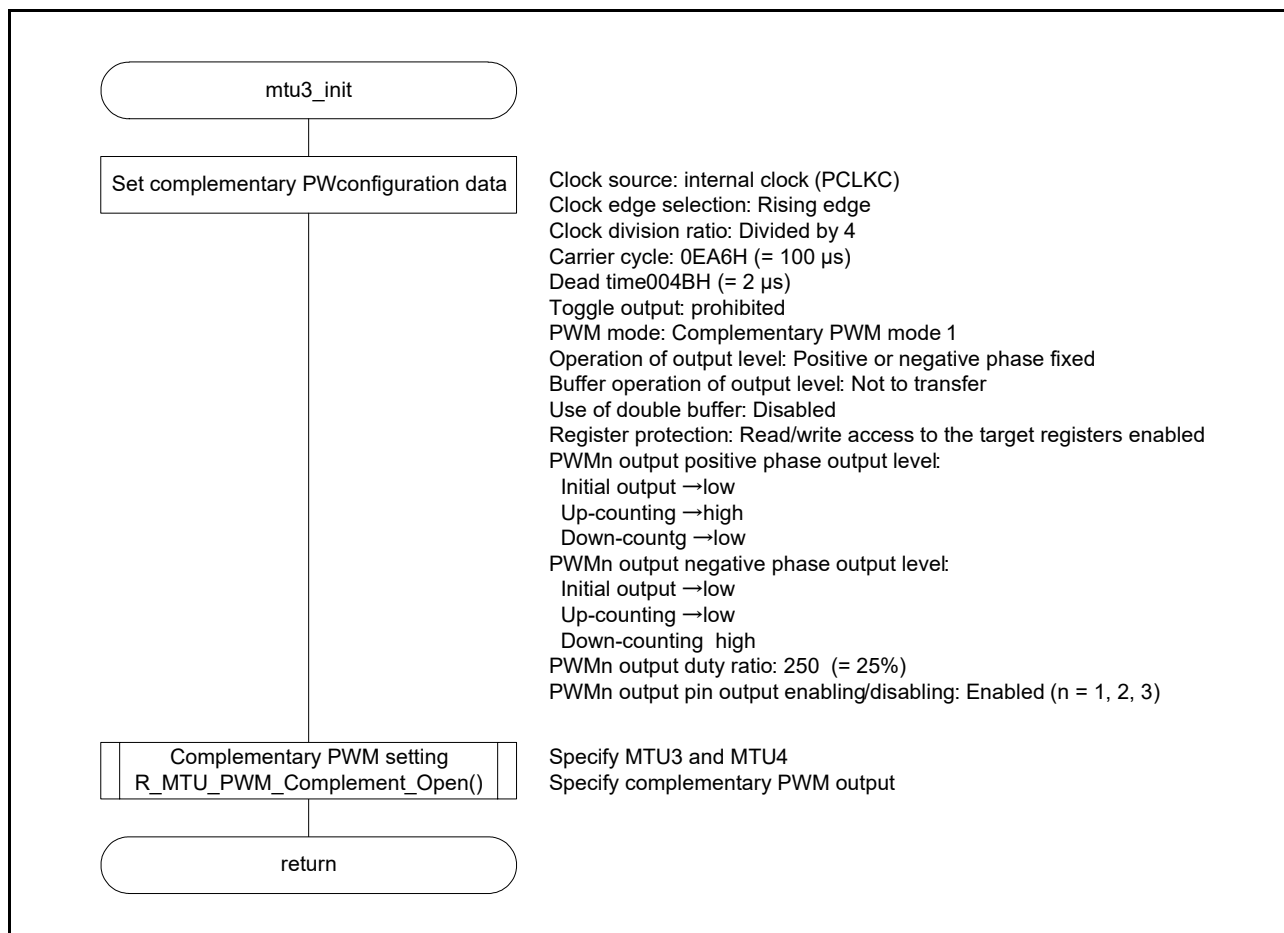 mtu3_init
Set complementary PWconfiguration data
Clock source: internal clock (PCLKC)
Clock edge selection: Rising edge
Clock division ratio: Divided by 4
Carrier cycle: 0EA6H (= 100 µs)
Dead time004BH (= 2 µs)
Toggle output: prohibited
PWM mode: Complementary PWM mode 1
Operation of output level: Positive or negative phase fixed
Buffer operation of output level: Not to transfer
Use of double buffer: Disabled
Register protection: Read/write access to the target registers enabled
PWMn output positive phase output level:
Initial output →low
Up-counting →high
Down-countg →low
PWMn output negative phase output level:
Initial output →low
Up-counting →low
Down-counting high
PWMn output duty ratio: 250 (= 25%)
PWMn output pin output enabling/disabling: Enabled (n = 1, 2, 3)
Complementary PWM setting
R_MTU_PWM_Complement_Open()
Specify MTU3 and MTU4
Specify complementary PWM output
return